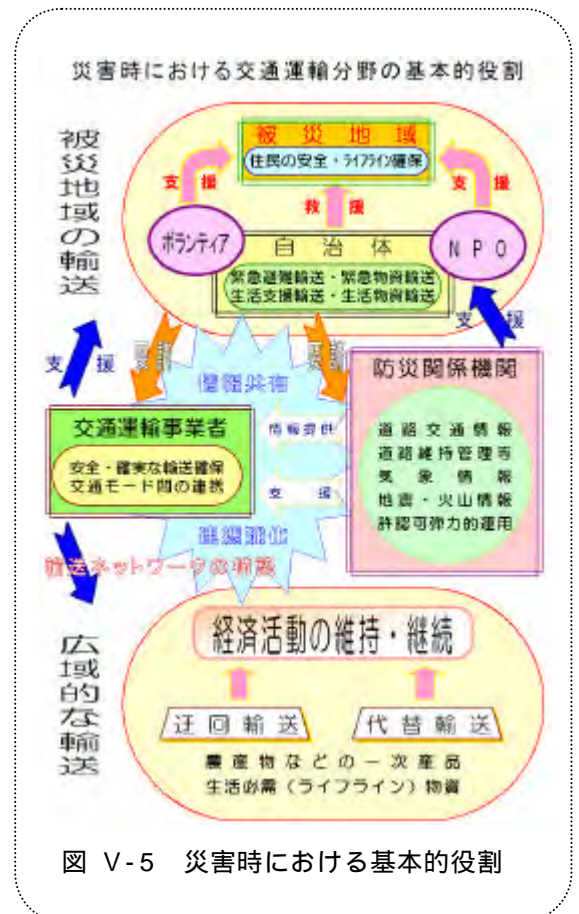 災害時における交通運輸分野の基本的役割
被災地域の輸送
被災地域
住民の安全・ライフライン確保
支援
支援
救援
ボランティア
自治体
NPO
緊急避難輸送・緊急物資輸送
生活支援輸送・生活物資輸送
支援
支援
要請
要請
情報共有
防災関係機関
交通運輸事業者
安全・確実な輸送確保
交通モード間の連携
情報提供
支援
道路交通情報
道路維持管理等
気象情報
地震・火山情報
許認可弾力的運用
連携強化
輸送ネットワークの構築
広域的な輸送
経済活動の維持・継続
迂回輸送
代替輸送
農産物などの一次産品
生活必需（ライフライン）物資
図 V-5 災害時における基本的役割